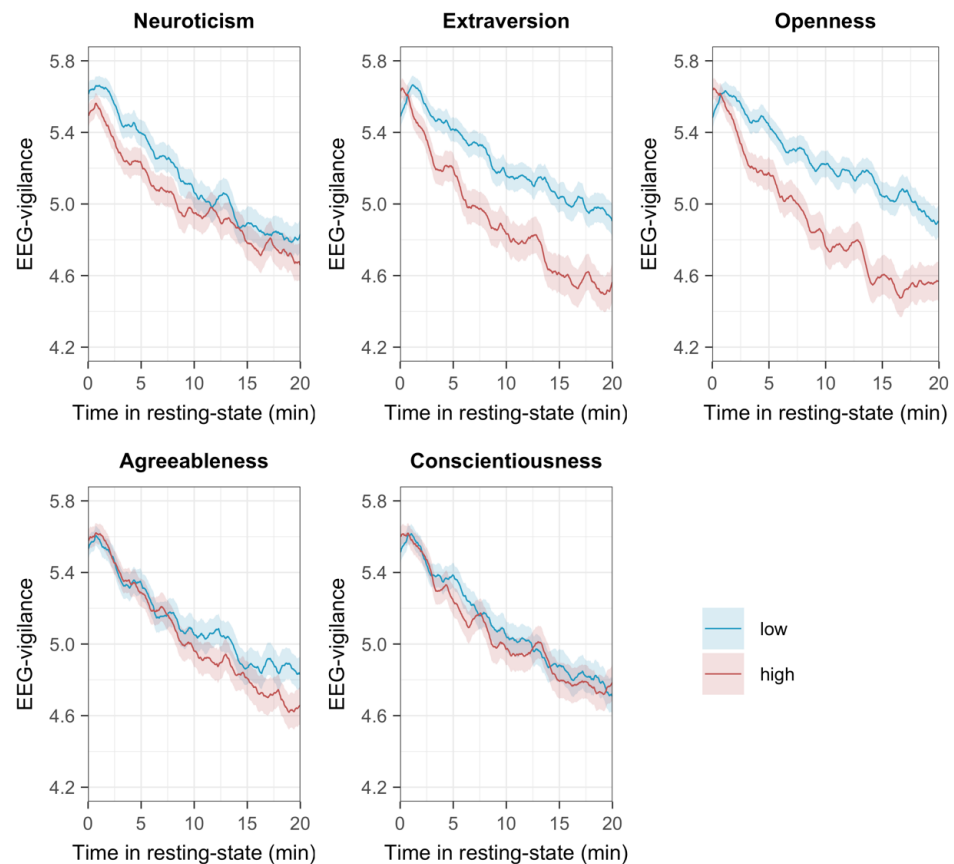 Neuroticism
Extraversion
Openness
EEG-vigilance
5.8
5.4
5.0
4.6
4.2
0 5 10 15 20
Time in resting-state (min)
EEG-vigilance
5.8
5.4
5.0
4.6
4.2
0 5 10 15 20
Time in resting-state (min)
EEG-vigilance
5.8
5.4
5.0
4.6
4.2
0 5 10 15 20
Time in resting-state (min)
Agreeableness
Conscientiousness
EEG-vigilance
5.8
5.4
5.0
4.6
4.2
0 5 10 15 20
Time in resting-state (min)
EEG-vigilance
5.8
5.4
5.0
4.6
4.2
0 5 10 15 20
Time in resting-state (min)
low
high